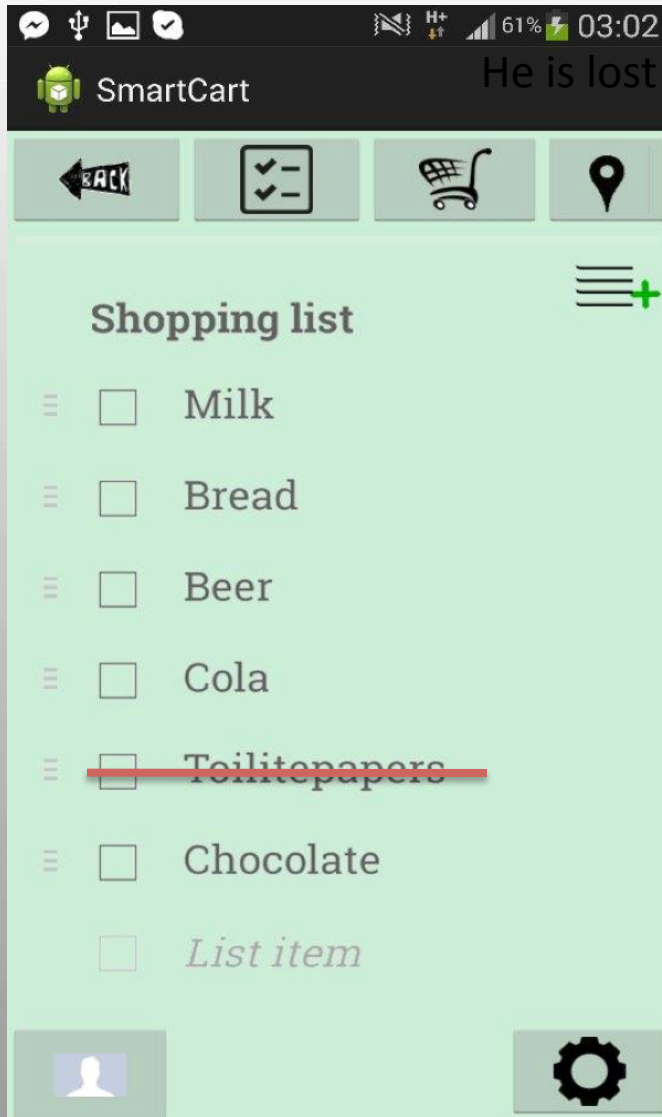 H+ 61% 03:02
SmartCart
He is lost
BACK
Shopping list
Milk
Bread
Beer
Cola
Toilitepapers
Chocolate
List item